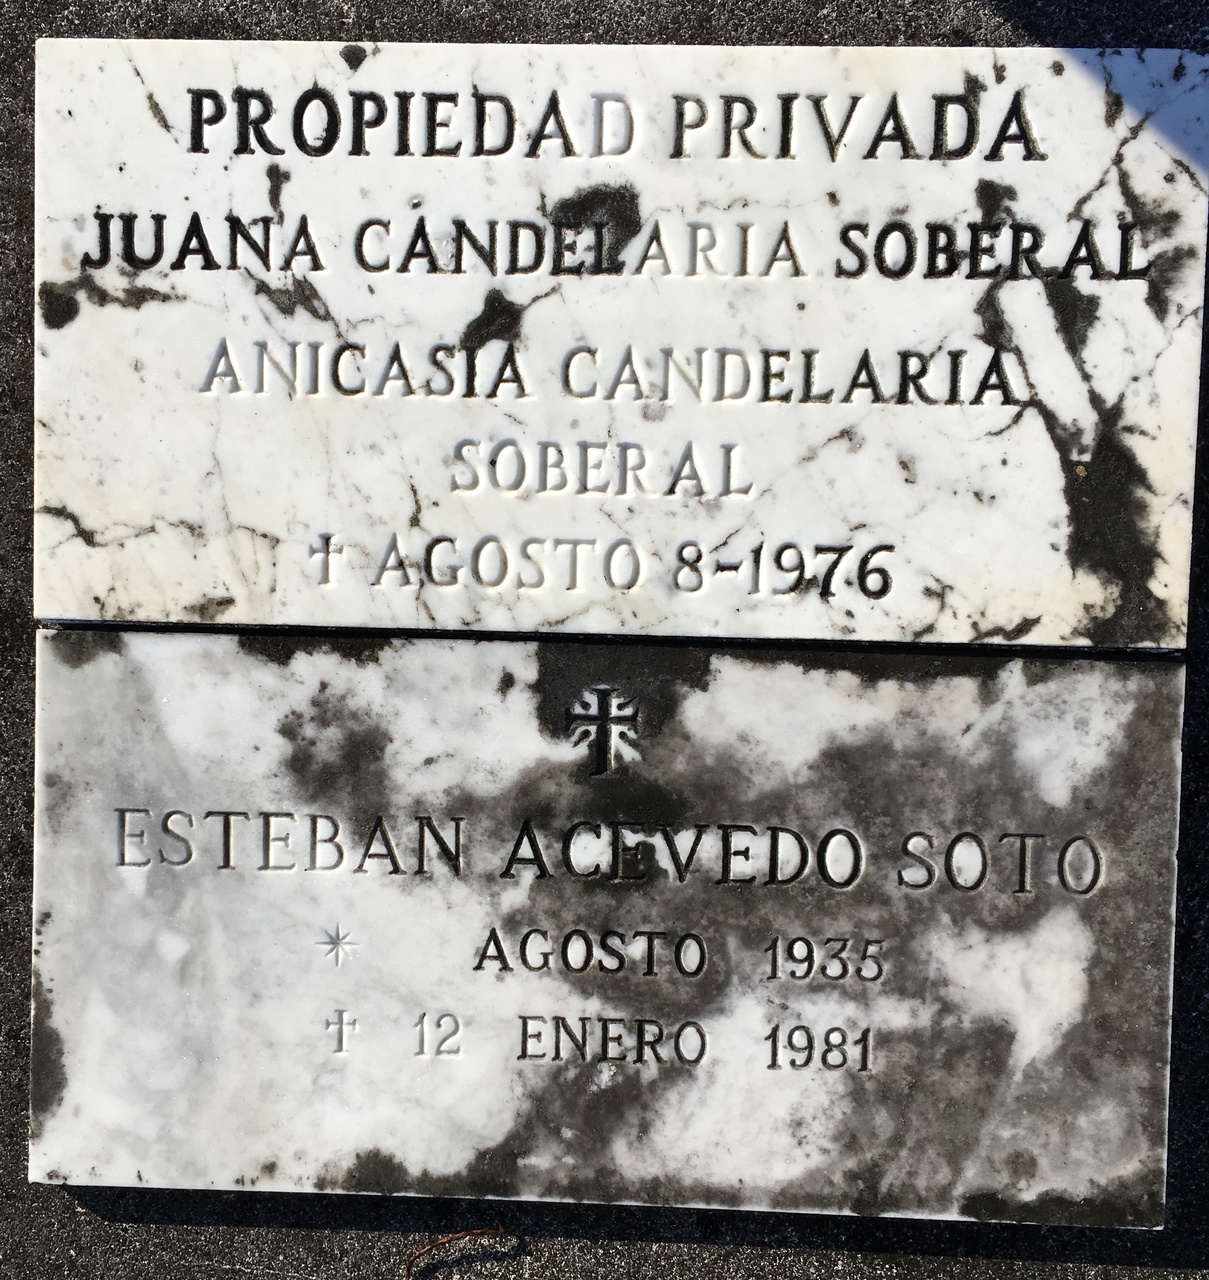 PROPIEDAD PRIVADA
JUANA CANDELARIA SOBERAL
ANICASIA CANDELARIA
SOBERAL
† AGOSTO 8-1976
ESTEBAN ACEVEDO SOTO
* AGOSTO 1935
† 12 ENERO 1981